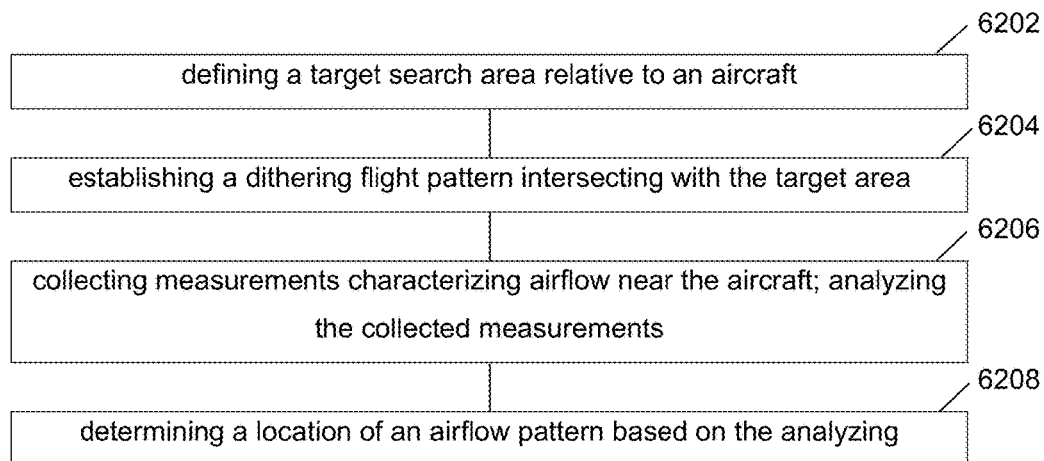 6202
defining a target search area relative to an aircraft
6204
establishing a dithering flight pattern intersecting with the target area
6206
collecting measurements characterizing airflow near the aircraft; analyzing
the collected measurements
6208
determining a location of an airflow pattern based on the analyzing